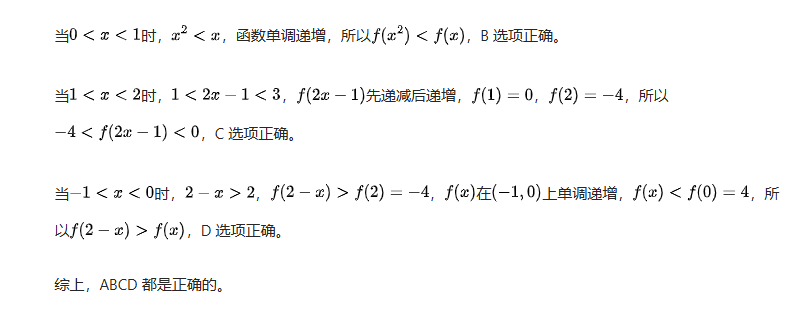 当0 < x < 1时，x² < x，函数单调递增，所以f(x²) < f(x)，B 选项正确。
当1 < x < 2时，1 < 2x − 1 < 3，f(2x − 1)先递减后递增，f(1) = 0，f(2) = −4，所以
−4 < f(2x − 1) < 0，C 选项正确。
当−1 < x < 0时，2 − x > 2，f(2 − x) > f(2) = −4，f(x)在(−1, 0)上单调递增，f(x) < f(0) = 4，所
以f(2 − x) > f(x)，D 选项正确。
综上，ABCD 都是正确的。